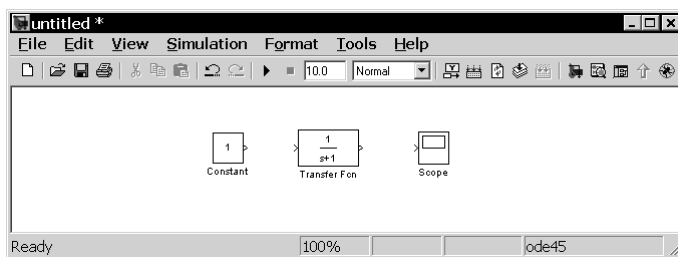 untitled *
File Edit View Simulation Format Tools Help
10.0 Normal
1
1
s+1
Constant
Transfer Fcn
Scope
Ready 100% ode45